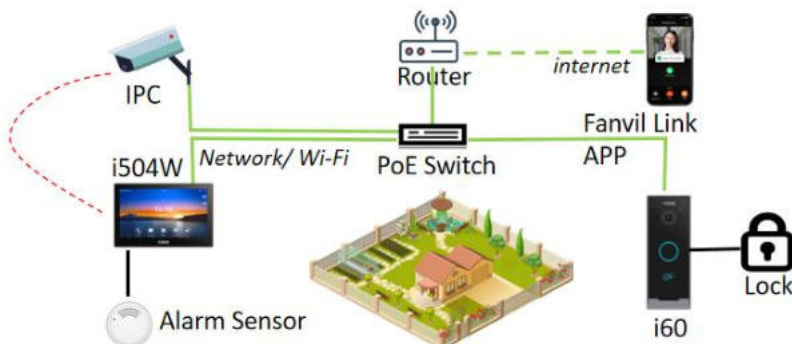 IPC
Router
internet
Fanvil Link
APP
i504W
Network/ Wi-Fi
PoE Switch
Alarm Sensor
i60
Lock